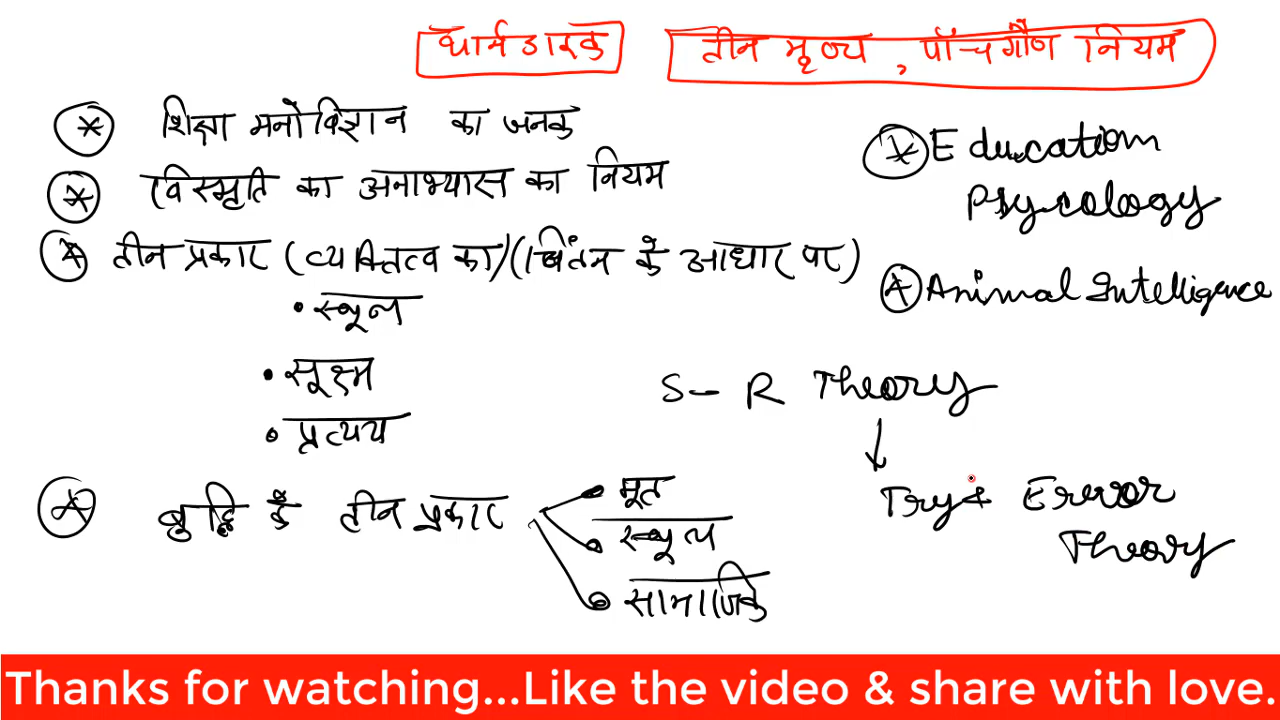 थार्नडाइक
तीन मुख्य , पाँच गौण नियम
शिक्षा मनोविज्ञान का जनक
विस्मृति का अनाभ्यास का नियम
तीन प्रकार (व्यक्तित्व का)/(चिंतन के आधार पर)
• स्थूल
• सूक्ष्म
• प्रत्यय
बुद्धि के तीन प्रकार
मूर्त
स्थूल
सामाजिक
Education
Psycology
Animal Intelligence
S - R Theory
Try & Error
Theory
Thanks for watching...Like the video & share with love.